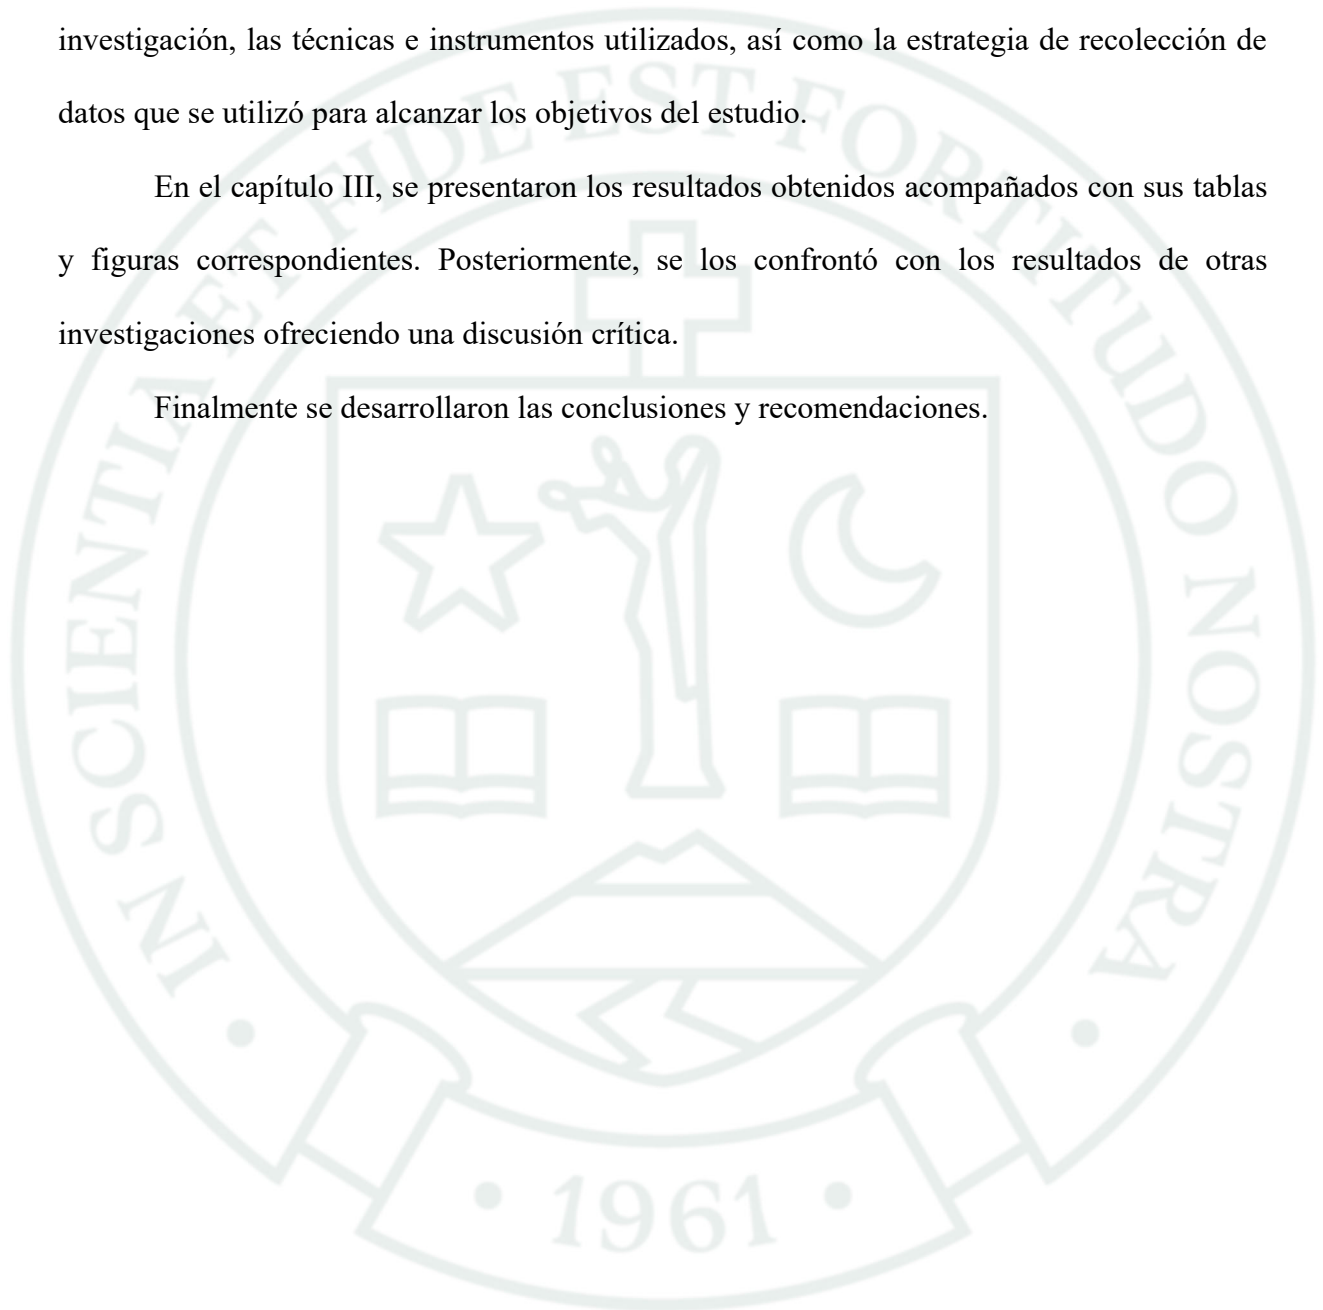 investigación, las técnicas e instrumentos utilizados, así como la estrategia de recolección de
datos que se utilizó para alcanzar los objetivos del estudio.
En el capítulo III, se presentaron los resultados obtenidos acompañados con sus tablas
y figuras correspondientes. Posteriormente, se los confrontó con los resultados de otras
investigaciones ofreciendo una discusión crítica.
Finalmente se desarrollaron las conclusiones y recomendaciones.
IN SCIENTIA ET FIDE EST FORTITUDO NOSTRA
• 1961 •